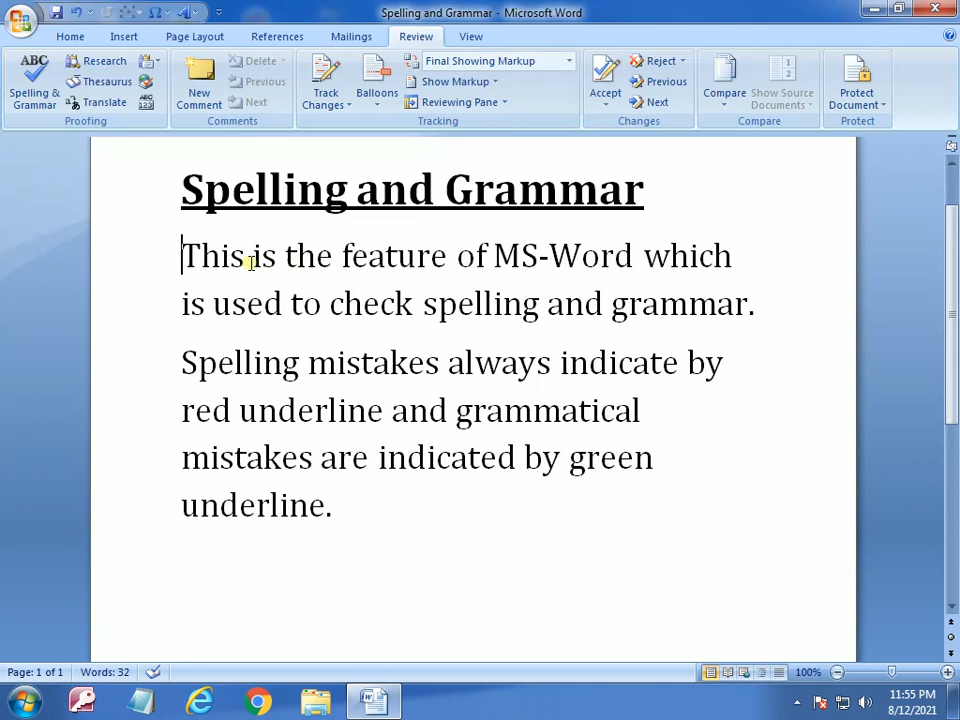 Spelling and Grammar - Microsoft Word
Home Insert Page Layout References Mailings Review View
ABC Research Delete Final Showing Markup Reject
Thesaurus Previous Show Markup Previous
Spelling & Grammar Translate New Comment Next Track Changes Balloons Reviewing Pane Accept Next Compare Show Source Documents Protect Document
Proofing Comments Tracking Changes Compare Protect
Spelling and Grammar
This is the feature of MS-Word which
is used to check spelling and grammar.
Spelling mistakes always indicate by
red underline and grammatical
mistakes are indicated by green
underline.
Page: 1 of 1 Words: 32 100%
11:55 PM
8/12/2021